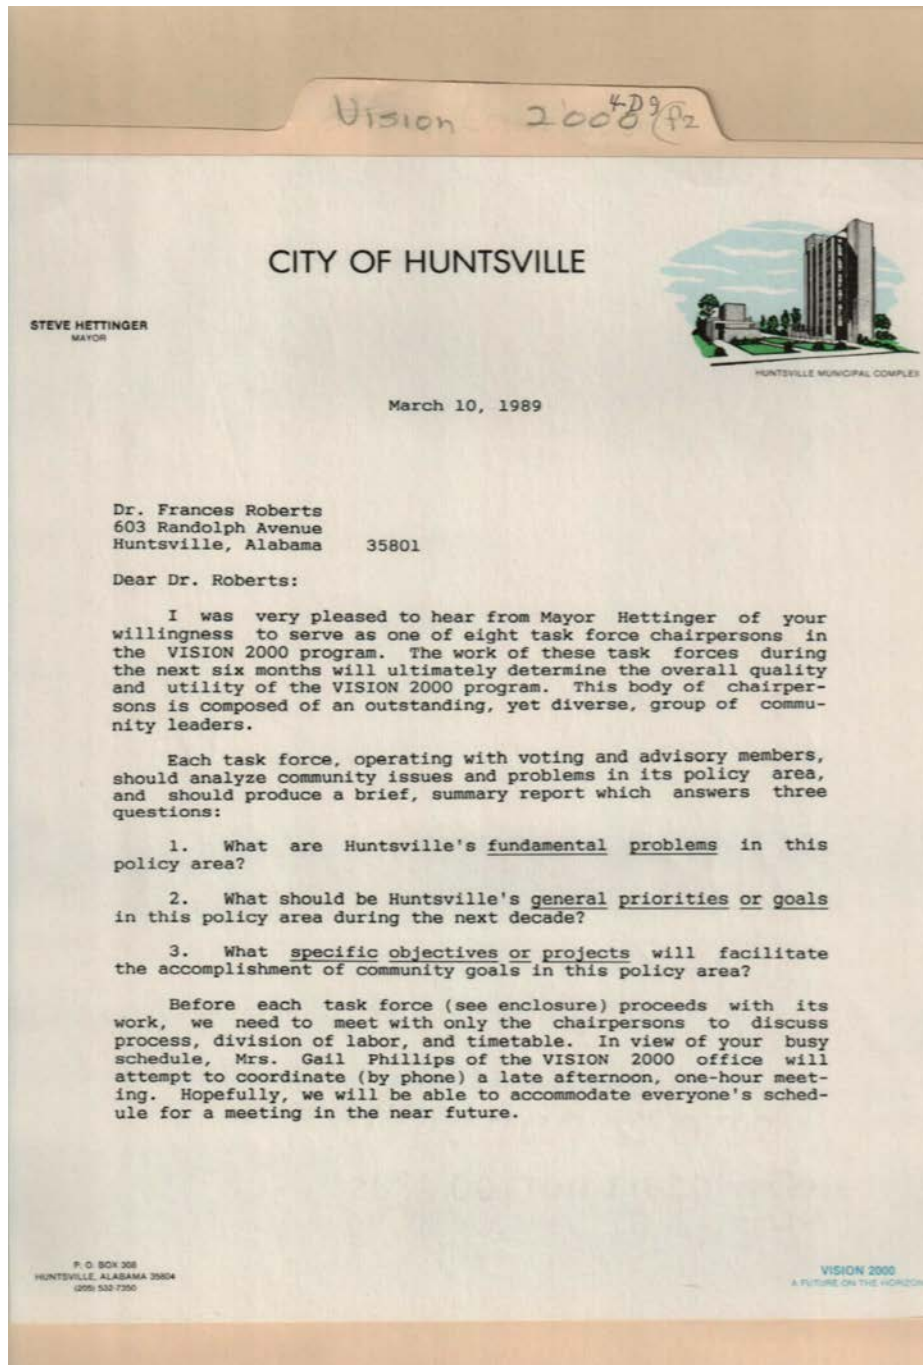 Vision 2000
4D9
f2
CITY OF HUNTSVILLE
STEVE HETTINGER
MAYOR
HUNTSVILLE MUNICIPAL COMPLEX
March 10, 1989
Dr. Frances Roberts
603 Randolph Avenue
Huntsville, Alabama 35801
Dear Dr. Roberts:
I was very pleased to hear from Mayor Hettinger of your
willingness to serve as one of eight task force chairpersons in
the VISION 2000 program. The work of these task forces during
the next six months will ultimately determine the overall quality
and utility of the VISION 2000 program. This body of chairper-
sons is composed of an outstanding, yet diverse, group of commu-
nity leaders.
Each task force, operating with voting and advisory members,
should analyze community issues and problems in its policy area,
and should produce a brief, summary report which answers three
questions:
1. What are Huntsville's fundamental problems in this
policy area?
2. What should be Huntsville's general priorities or goals
in this policy area during the next decade?
3. What specific objectives or projects will facilitate
the accomplishment of community goals in this policy area?
Before each task force (see enclosure) proceeds with its
work, we need to meet with only the chairpersons to discuss
process, division of labor, and timetable. In view of your busy
schedule, Mrs. Gail Phillips of the VISION 2000 office will
attempt to coordinate (by phone) a late afternoon, one-hour meet-
ing. Hopefully, we will be able to accommodate everyone's sched-
ule for a meeting in the near future.
P. O. BOX 308
HUNTSVILLE, ALABAMA 35804
(205) 532-7350
VISION 2000
A FUTURE ON THE HORIZON